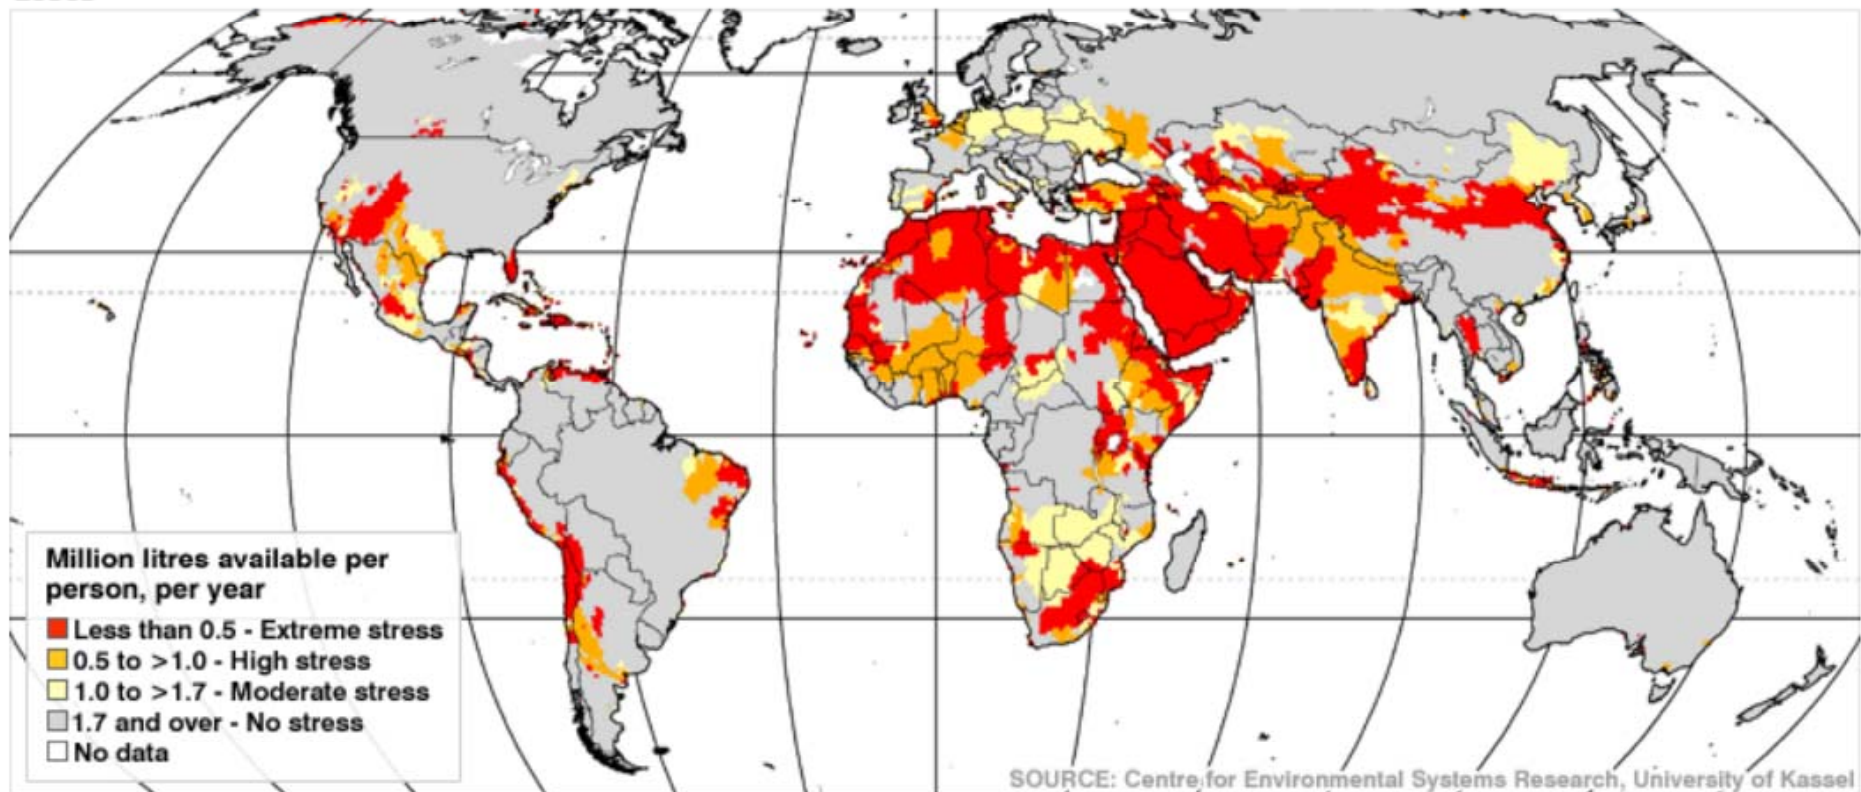 Million litres available per
person, per year
Less than 0.5 - Extreme stress
0.5 to >1.0 - High stress
1.0 to >1.7 - Moderate stress
1.7 and over - No stress
No data
SOURCE: Centre for Environmental Systems Research, University of Kassel